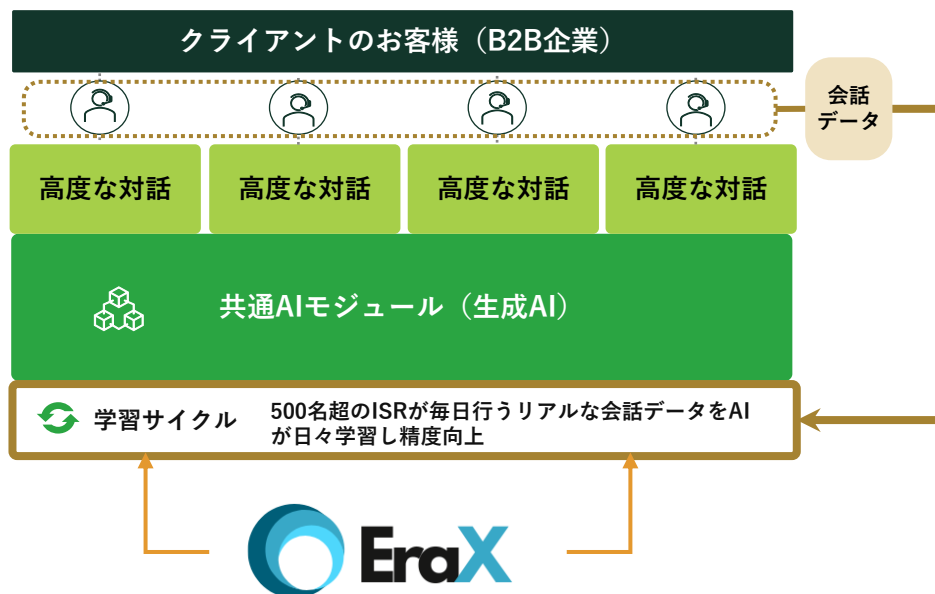 クライアントのお客様（B2B企業）
会話
データ
高度な対話
高度な対話
高度な対話
高度な対話
共通AIモジュール（生成AI）
学習サイクル
500名超のISRが毎日行うリアルな会話データをAI
が日々学習し精度向上
EraX